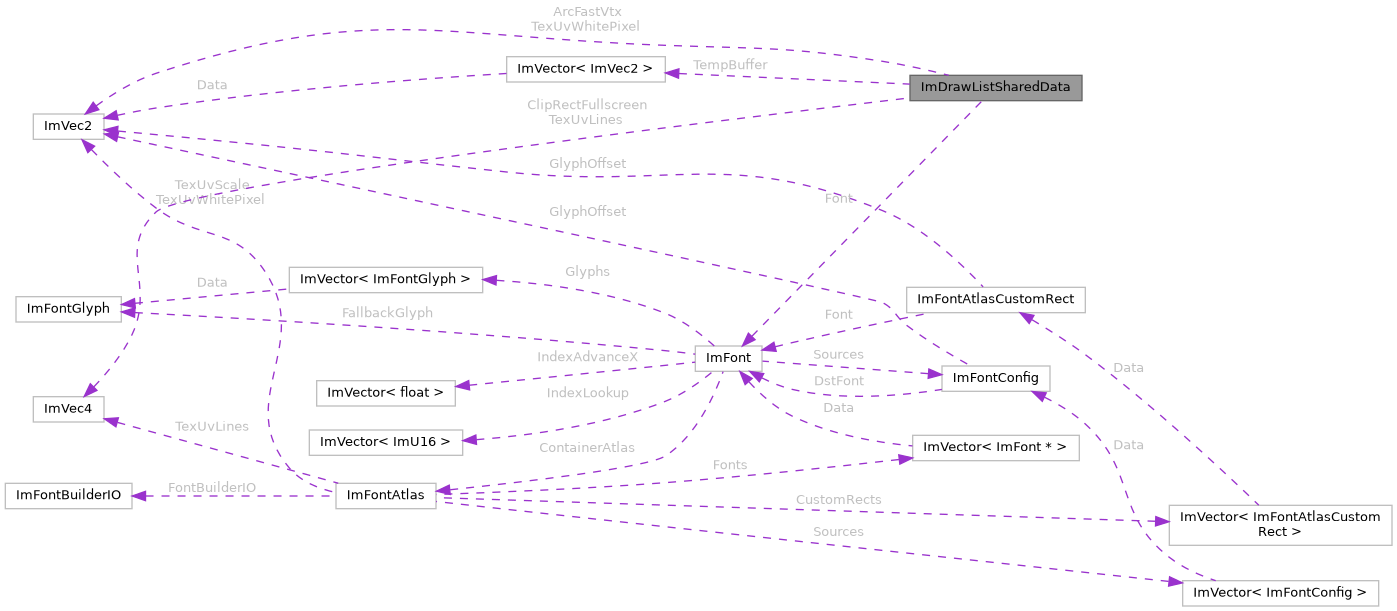 ArcFastVtx
TexUvWhitePixel
ImVector< ImVec2 >
TempBuffer
ImDrawListSharedData
Data
ClipRectFullscreen
TexUvLines
ImVec2
GlyphOffset
TexUvScale
TexUvWhitePixel
Font
GlyphOffset
ImVector< ImFontGlyph >
Glyphs
Data
ImFontGlyph
ImFontAtlasCustomRect
FallbackGlyph
Font
ImFont
IndexAdvanceX
Sources
Data
ImFontConfig
DstFont
ImVector< float >
IndexLookup
ImVec4
Data
TexUvLines
ImVector< ImU16 >
ContainerAtlas
ImVector< ImFont * >
Data
Fonts
FontBuilderIO
ImFontBuilderIO
ImFontAtlas
CustomRects
ImVector< ImFontAtlasCustom
Rect >
Sources
ImVector< ImFontConfig >